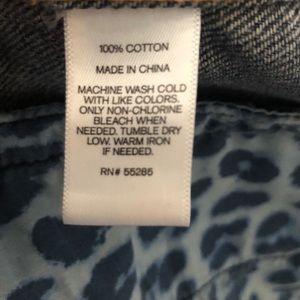 100% COTTON
MADE IN CHINA
MACHINE WASH COLD
WITH LIKE COLORS.
ONLY NON-CHLORINE
BLEACH WHEN
NEEDED. TUMBLE DRY
LOW. WARM IRON
IF NEEDED.
RN# 55285